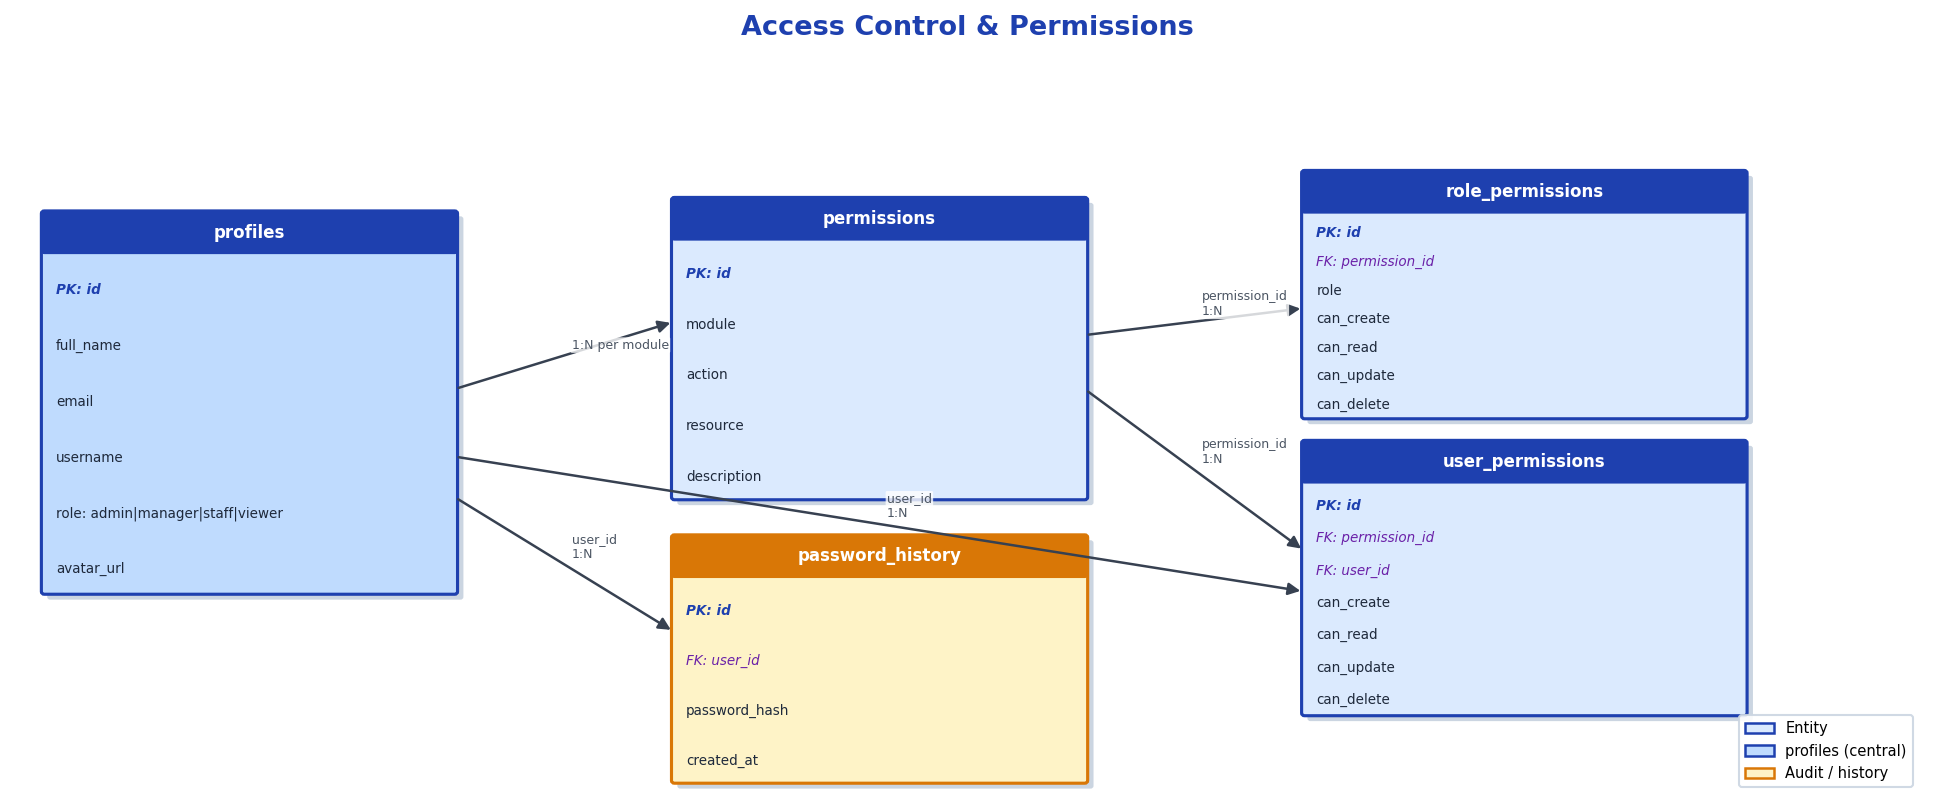 Access Control & Permissions
profiles
PK: id
full_name
email
username
role: admin|manager|staff|viewer
avatar_url
1:N per module
user_id
1:N
permissions
PK: id
module
action
resource
description
user_id
1:N
password_history
PK: id
FK: user_id
password_hash
created_at
permission_id
1:N
permission_id
1:N
role_permissions
PK: id
FK: permission_id
role
can_create
can_read
can_update
can_delete
user_permissions
PK: id
FK: permission_id
FK: user_id
can_create
can_read
can_update
can_delete
Entity
profiles (central)
Audit / history